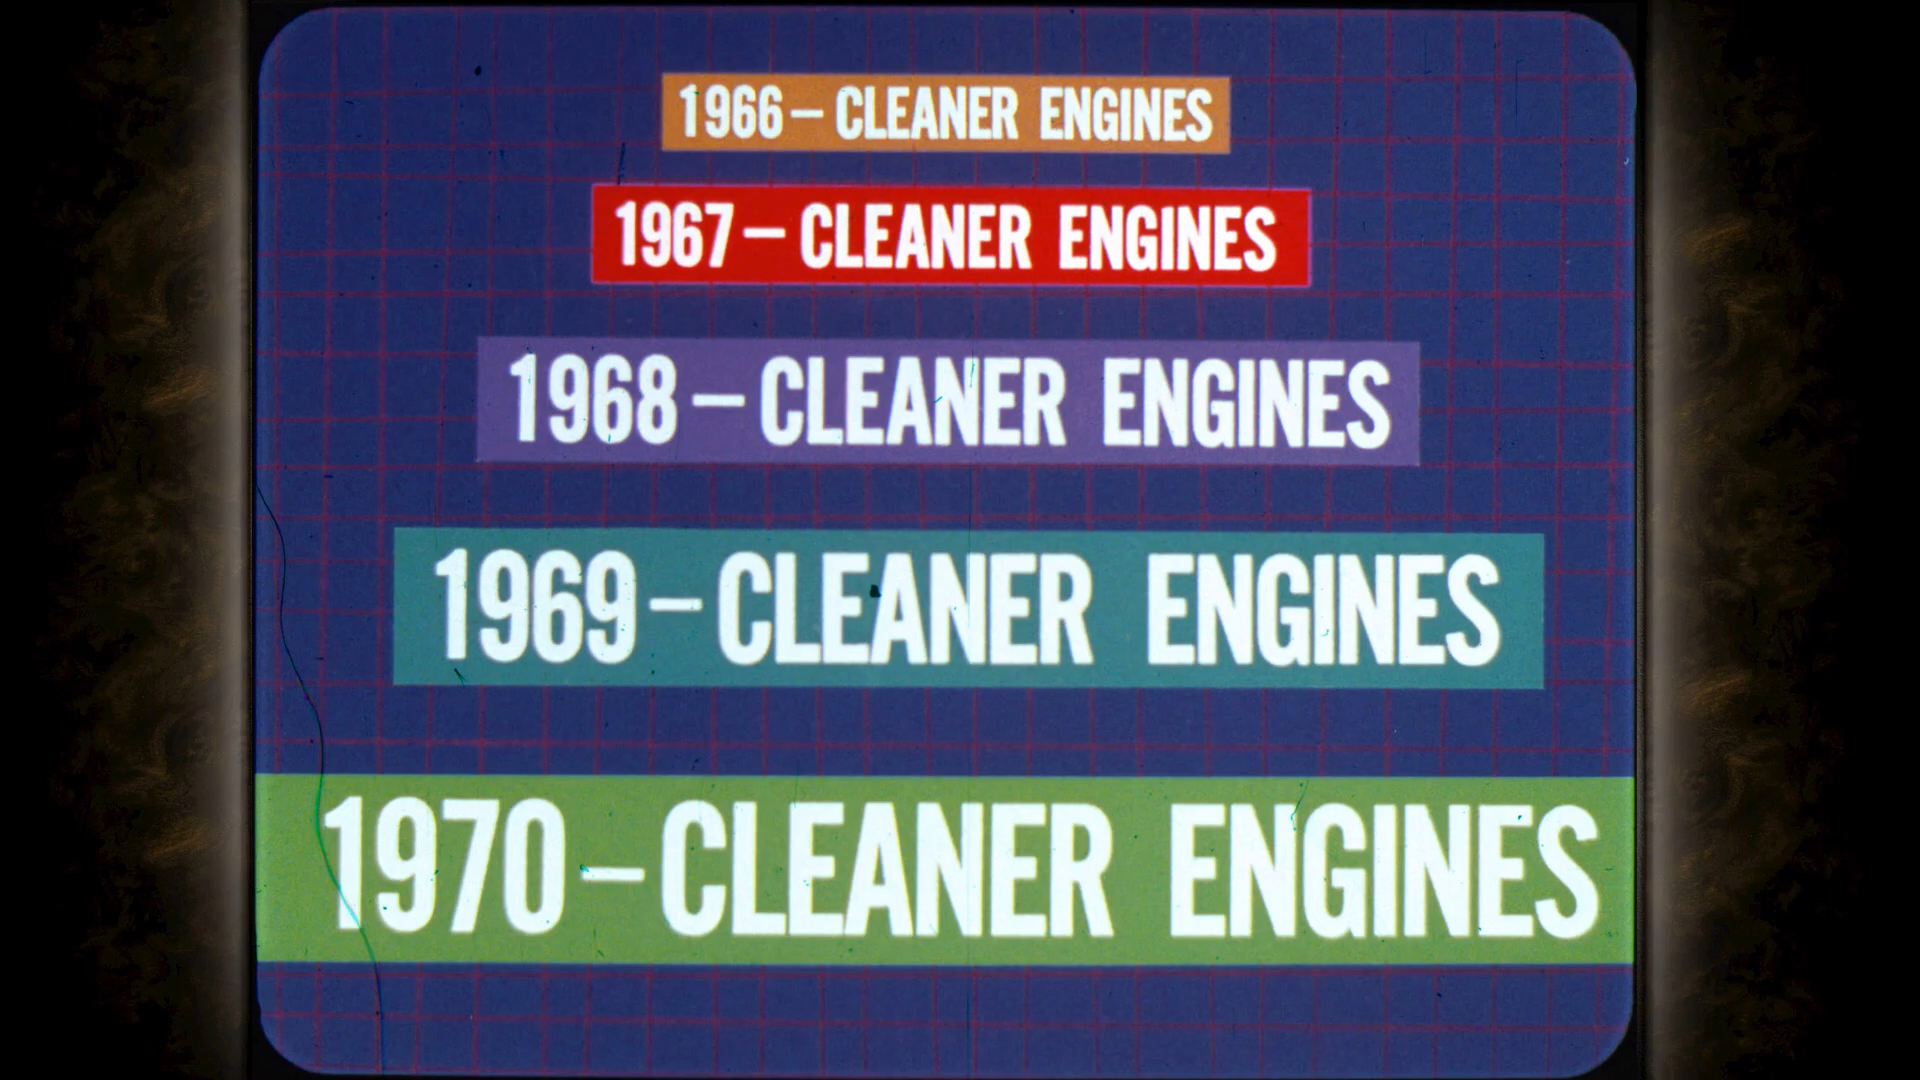 1966 – CLEANER ENGINES
1967 – CLEANER ENGINES
1968 – CLEANER ENGINES
1969 – CLEANER ENGINES
1970 – CLEANER ENGINES